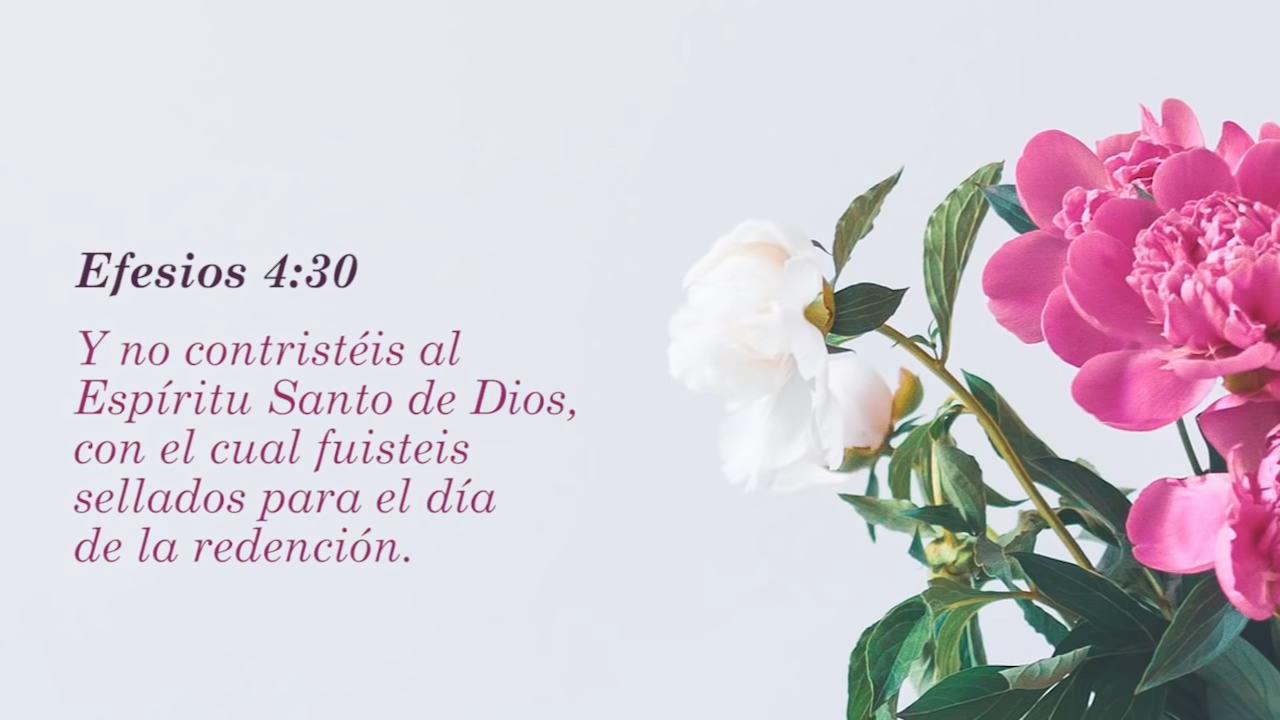 Efesios 4:30
Y no contristéis al
Espíritu Santo de Dios,
con el cual fuisteis
sellados para el día
de la redención.